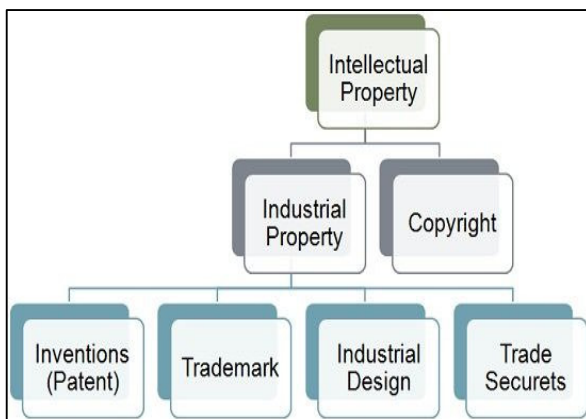 Intellectual
Property
Industrial
Property
Copyright
Inventions
(Patent)
Trademark
Industrial
Design
Trade
Securets